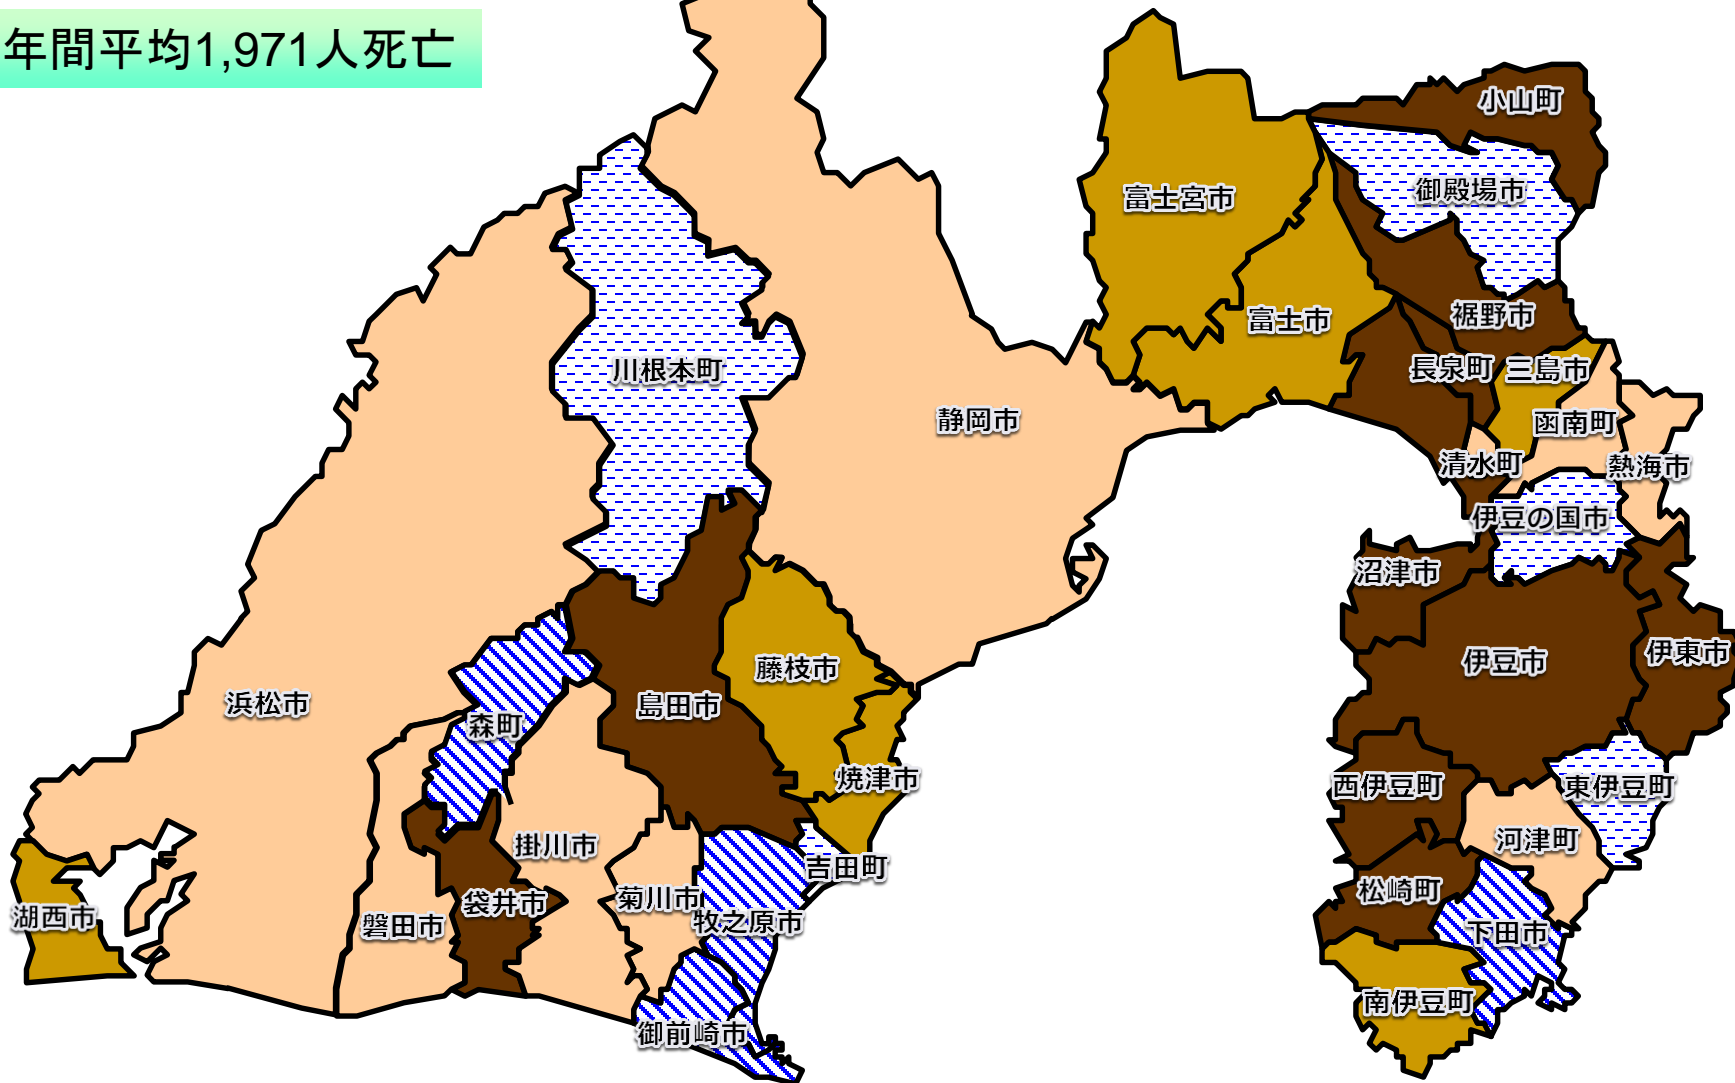 年間平均1,971人死亡
小山町
御殿場市
富士宮市
裾野市
富士市
長泉町
三島市
川根本町
静岡市
函南町
清水町
熱海市
伊豆の国市
沼津市
伊東市
伊豆市
藤枝市
島田市
浜松市
森町
焼津市
西伊豆町
東伊豆町
河津町
掛川市
吉田町
松崎町
菊川市
袋井市
湖西市
磐田市
牧之原市
下田市
南伊豆町
御前崎市